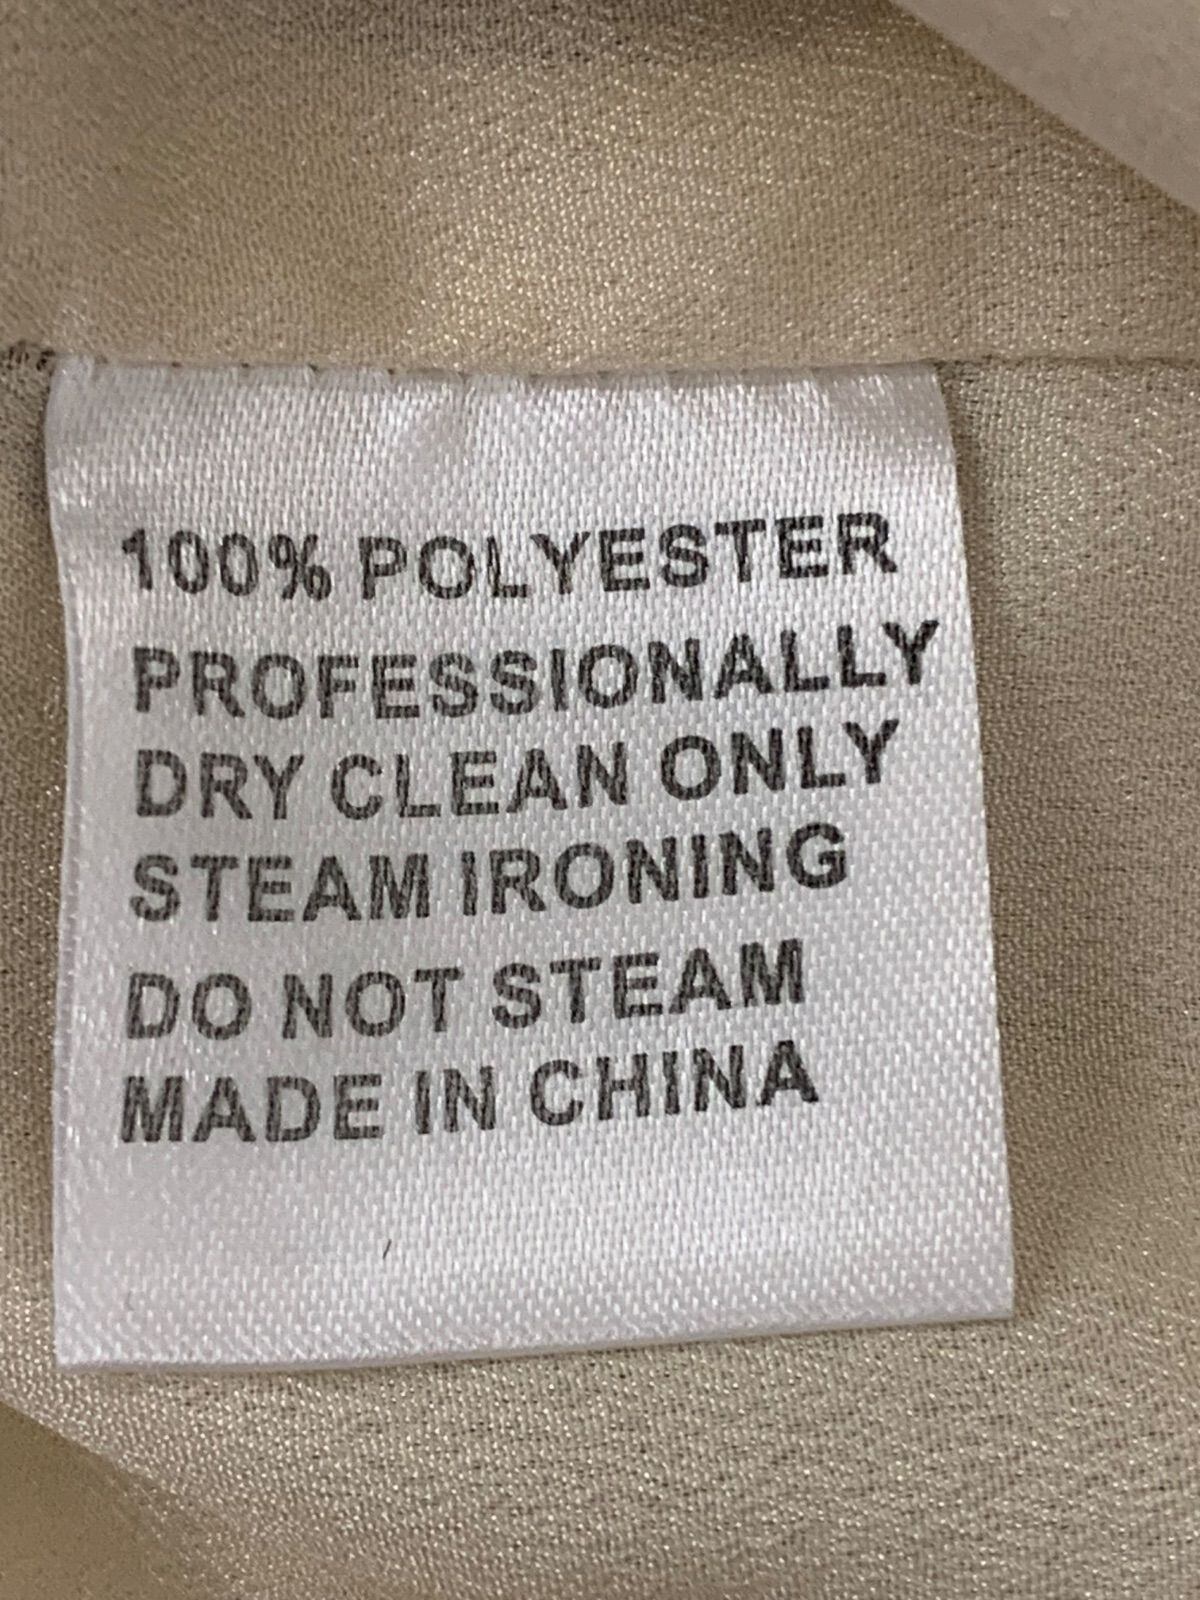 100% POLYESTER
PROFESSIONALLY
DRY CLEAN ONLY
STEAM IRONING
DO NOT STEAM
MADE IN CHINA